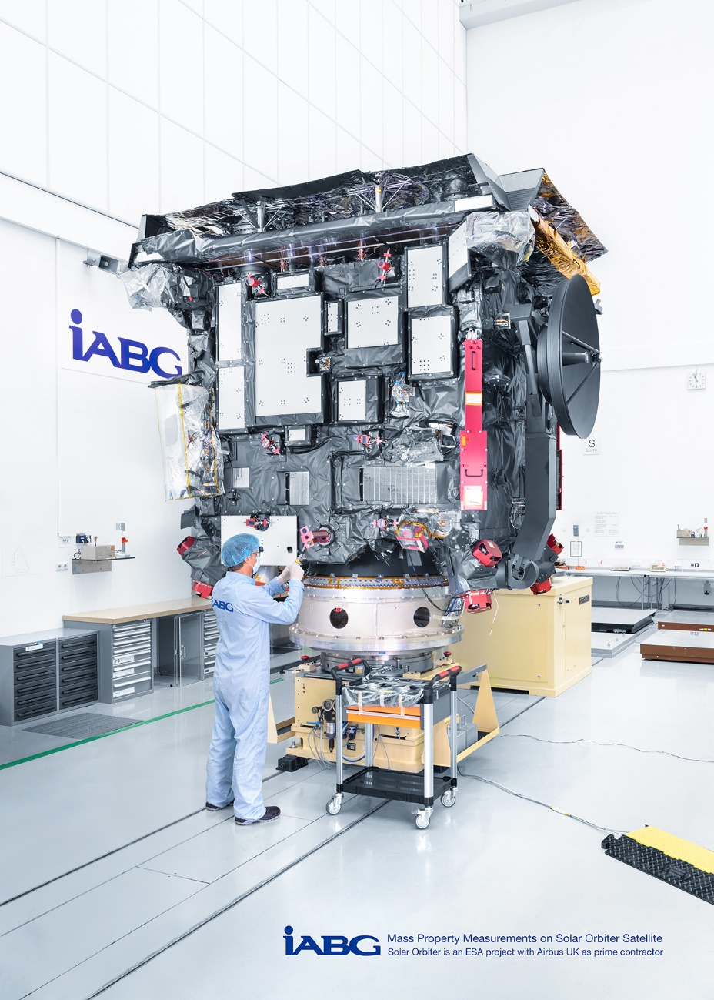 iABG
S
SOUTH
iABG
iABG
Mass Property Measurements on Solar Orbiter Satellite
Solar Orbiter is an ESA project with Airbus UK as prime contractor